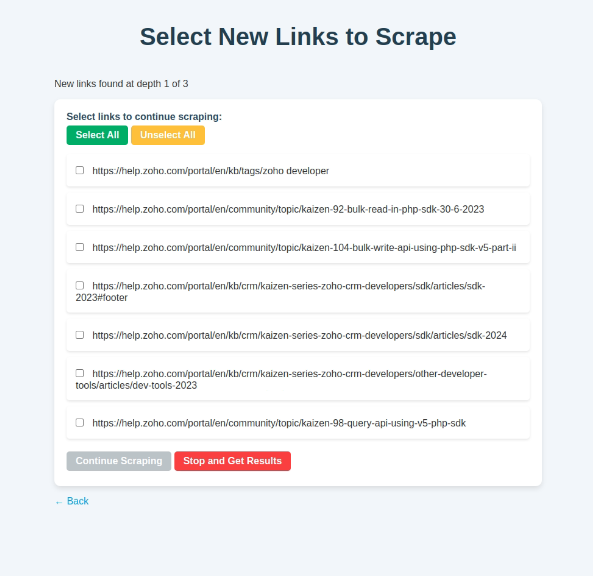 Select New Links to Scrape
New links found at depth 1 of 3
Select links to continue scraping:
Select All Unselect All
https://help.zoho.com/portal/en/kb/tags/zoho developer
https://help.zoho.com/portal/en/community/topic/kaizen-92-bulk-read-in-php-sdk-30-6-2023
https://help.zoho.com/portal/en/community/topic/kaizen-104-bulk-write-api-using-php-sdk-v5-part-ii
https://help.zoho.com/portal/en/kb/crm/kaizen-series-zoho-crm-developers/sdk/articles/sdk-
2023#footer
https://help.zoho.com/portal/en/kb/crm/kaizen-series-zoho-crm-developers/sdk/articles/sdk-2024
https://help.zoho.com/portal/en/kb/crm/kaizen-series-zoho-crm-developers/other-developer-
tools/articles/dev-tools-2023
https://help.zoho.com/portal/en/community/topic/kaizen-98-query-api-using-v5-php-sdk
Continue Scraping Stop and Get Results
← Back